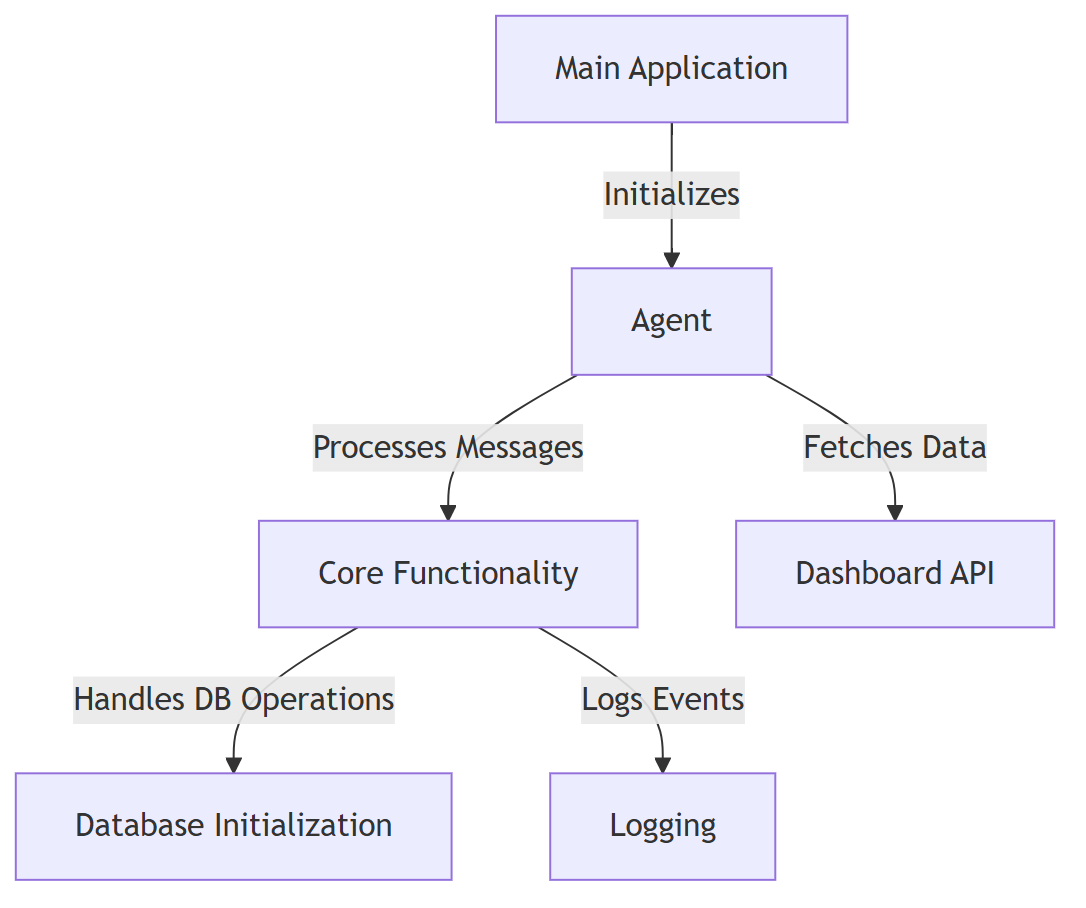 Main Application
Initializes
Agent
Processes Messages
Fetches Data
Core Functionality
Dashboard API
Handles DB Operations
Logs Events
Database Initialization
Logging